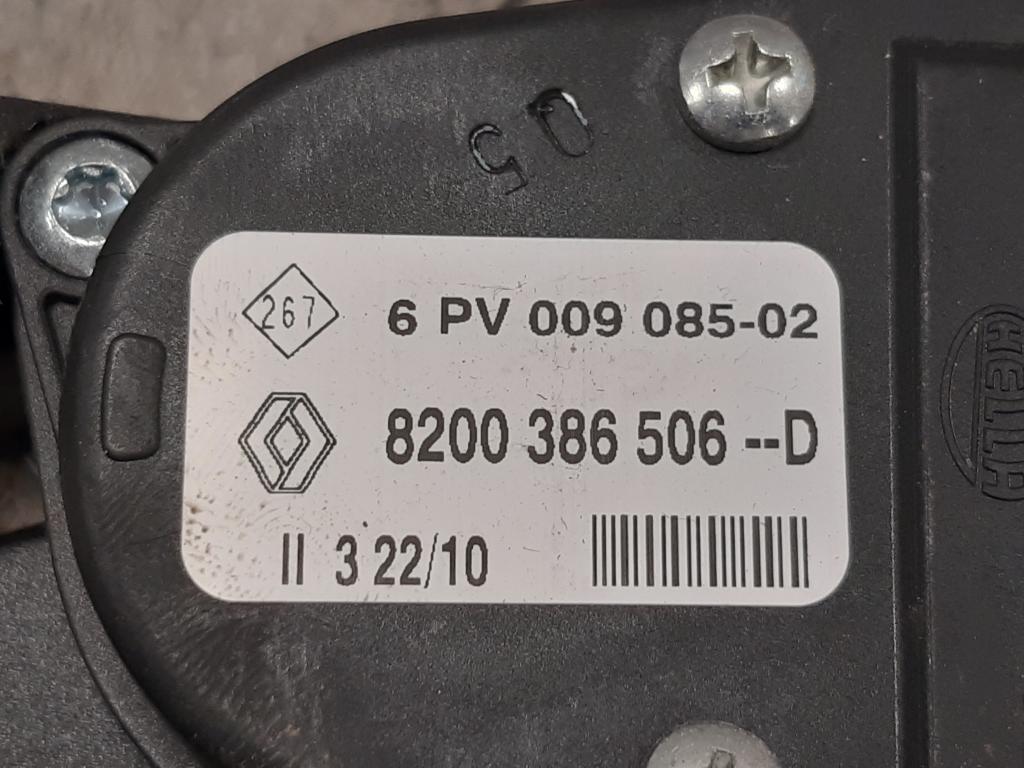 05
267
6 PV 009 085-02
8200 386 506 --D
II 3 22/10
HELLA